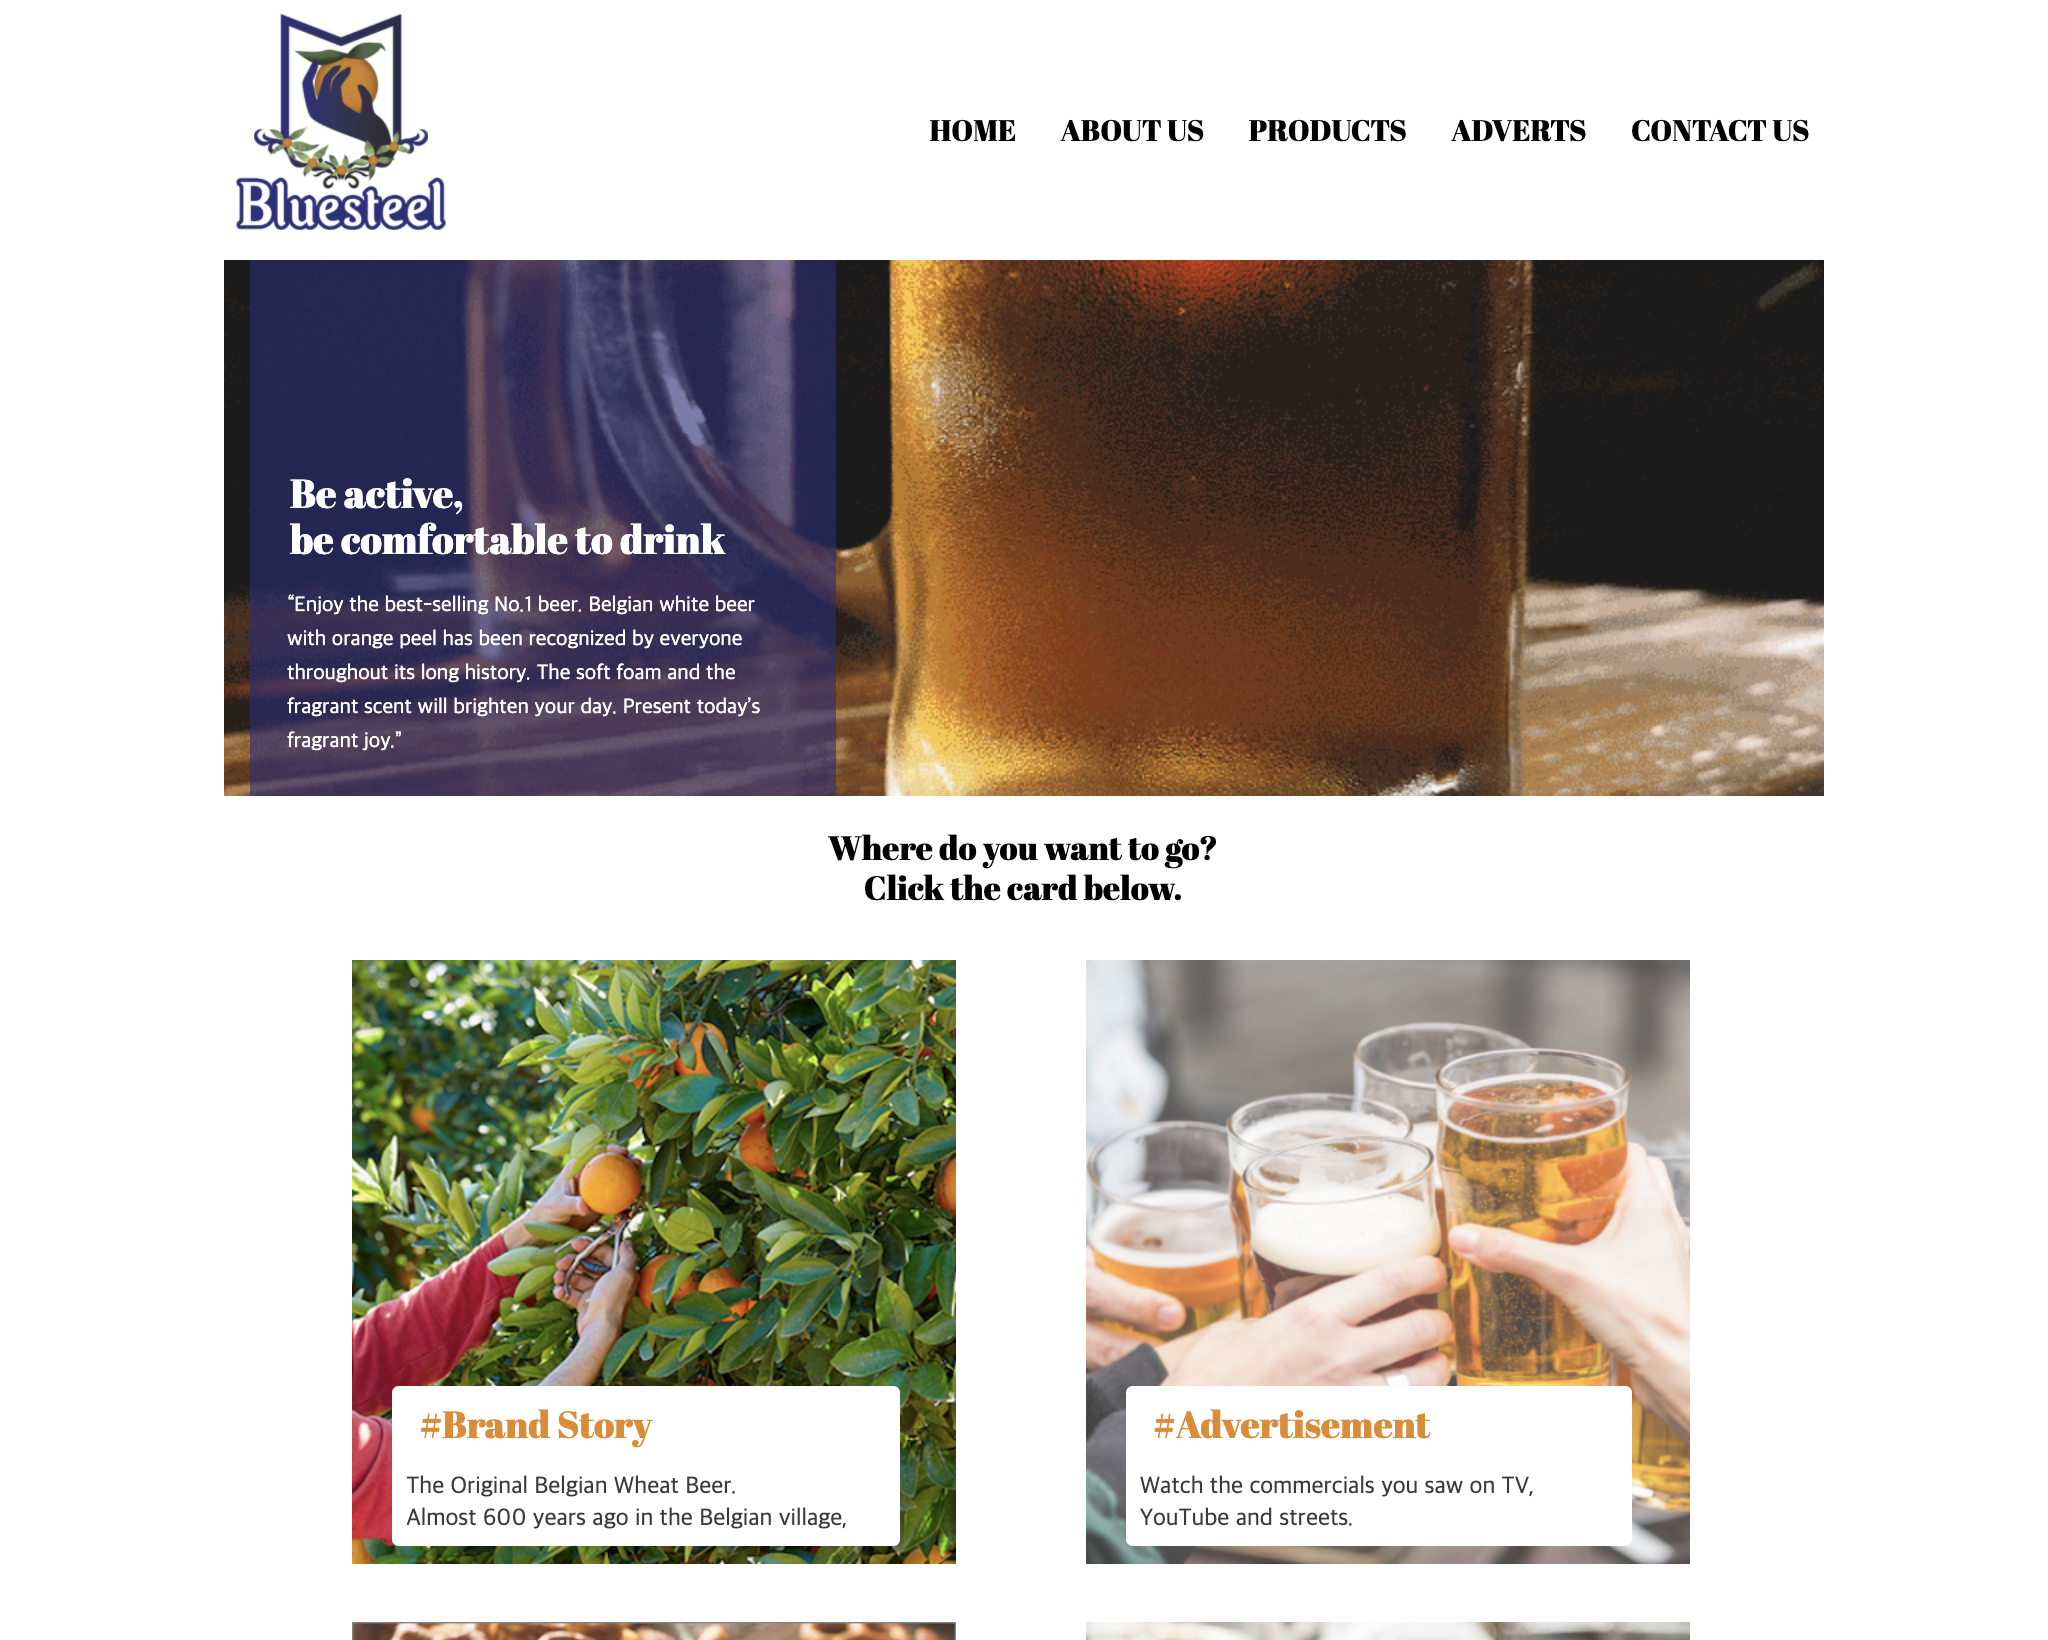 Bluesteel
HOME ABOUT US PRODUCTS ADVERTS CONTACT US
Be active,
be comfortable to drink
“Enjoy the best-selling No.1 beer. Belgian white beer
with orange peel has been recognized by everyone
throughout its long history. The soft foam and the
fragrant scent will brighten your day. Present today’s
fragrant joy.”
Where do you want to go?
Click the card below.
#Brand Story
The Original Belgian Wheat Beer.
Almost 600 years ago in the Belgian village,
#Advertisement
Watch the commercials you saw on TV,
YouTube and streets.